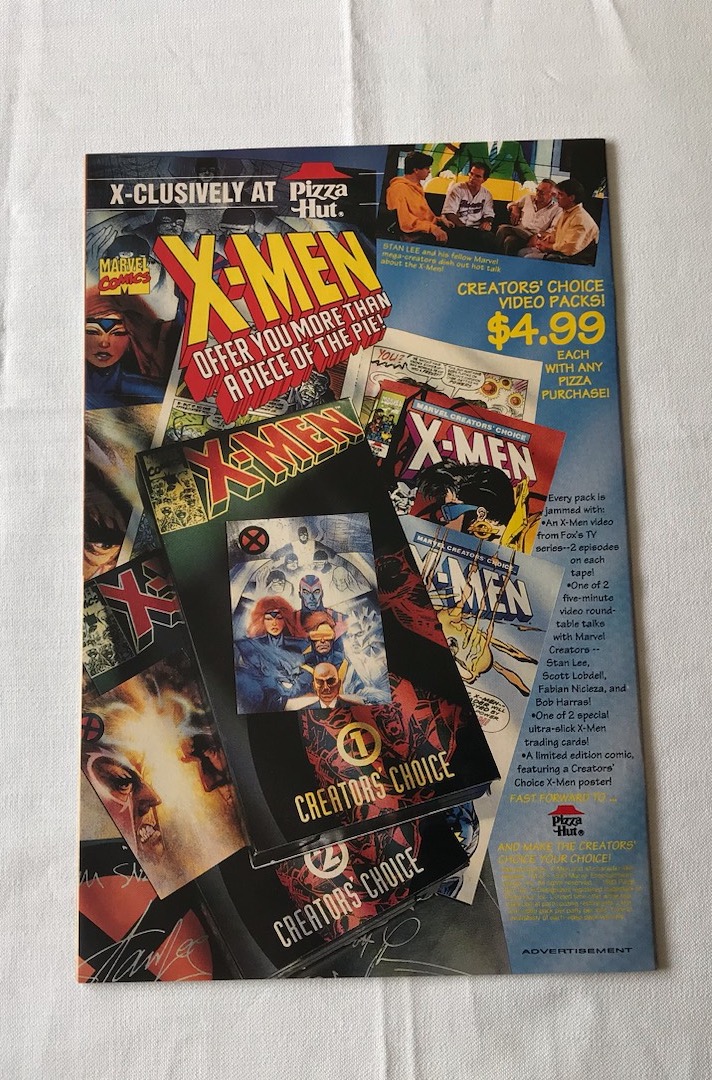 X-CLUSIVELY AT Pizza Hut®
MARVEL COMICS
X-MEN
OFFER YOU MORE THAN
A PIECE OF THE PIE!
STAN LEE and his fellow Marvel
mega-creators dish out hot talk
about the X-Men!
CREATORS' CHOICE
VIDEO PACKS!
$4.99
EACH
WITH ANY
PIZZA
PURCHASE!
YOU?
MARVEL CREATORS' CHOICE
X-MEN
X-MEN
MARVEL CREATORS' CHOICE
X-MEN
1
CREATORS' CHOICE
2
CREATORS' CHOICE
Every pack is
jammed with:
•An X-Men video
from Fox's TV
series--2 episodes
on each
tape!
•One of 2
five-minute
video round-
table talks
with Marvel
Creators --
Stan Lee,
Scott Lobdell,
Fabian Nicieza, and
Bob Harras!
•One of 2 special
ultra-slick X-Men
trading cards!
•A limited edition comic,
featuring a Creators'
Choice X-Men poster!
FAST FORWARD TO ...
Pizza Hut®
AND MAKE THE CREATORS'
CHOICE YOUR CHOICE!
Stan Lee
ADVERTISEMENT